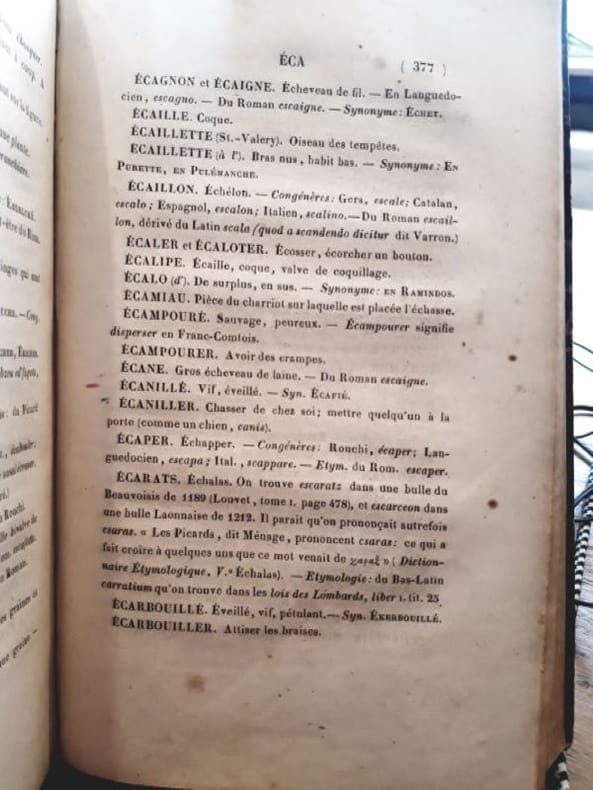 ÉCA
( 377 )
ÉCAGNON et ÉCAIGNE. Écheveau de fil. — En Languedo-
cien, escagno. — Du Roman escaigne. — Synonyme: ÉCHET.
ÉCAILLE. Coque.
ÉCAILLETTE (St.-Valery). Oiseau des tempêtes.
ECAILLETTE (à l'). Bras nus, habit bas. — Synonyme: EN
PURETTE, EN PULÉMANCHE.
ÉCAILLON. Échélon. — Congénères: Gers, escale; Catalan,
escalo; Espagnol, escalon; Italien, scalino. — Du Roman escail-
lon, dérivé du Latin scala (quod a scandendo dicitur dit Varron.)
ÉCALER et ÉCALOTER. Écosser, écorcher un bouton.
ÉCALIPE. Écaille, coque, valve de coquillage.
ÉCALO (d'). De surplus, en sus. — Synonyme: EN RAMINDOS.
ÉCAMIAU. Pièce du charriot sur laquelle est placée l'échasse.
ÉCAMPOURÉ. Sauvage, peureux. — Écampourer signifie
disperser en Franc-Comtois.
ÉCAMPOURER. Avoir des crampes.
ÉCANE. Gros écheveau de laine. — Du Roman escaigne.
ÉCANILLÉ. Vif, éveillé. — Syn. ÉCAFIÉ.
ÉCANILLER. Chasser de chez soi; mettre quelqu'un à la
porte (comme un chien, canis).
ÉCAPER. Échapper. — Congénères: Rouchi, écaper; Lan-
guedocien, escapa; Ital., scappare. — Etym. du Rom. escaper.
ÉCARATS. Échalas. On trouve escaratz dans une bulle du
Beauvoisis de 1189 (Louvet, tome I. page 478), et escarceon dans
une bulle Laonnaise de 1212. Il parait qu'on prononçait autrefois
csaras. « Les Picards, dit Ménage, prononcent csaras: ce qui a
fait croire à quelques uns que ce mot venait de χαραξ » (Diction-
naire Étymologique, V.º Échalas). — Etymologie: du Bas-Latin
carratium qu'on trouve dans les lois des Lombards, liber I. tit. 25.
ÉCARBOUILLÉ. Éveillé, vif, pétulant. — Syn. ÉKERBOUILLÉ.
ÉCARBOUILLER. Attiser les braises.